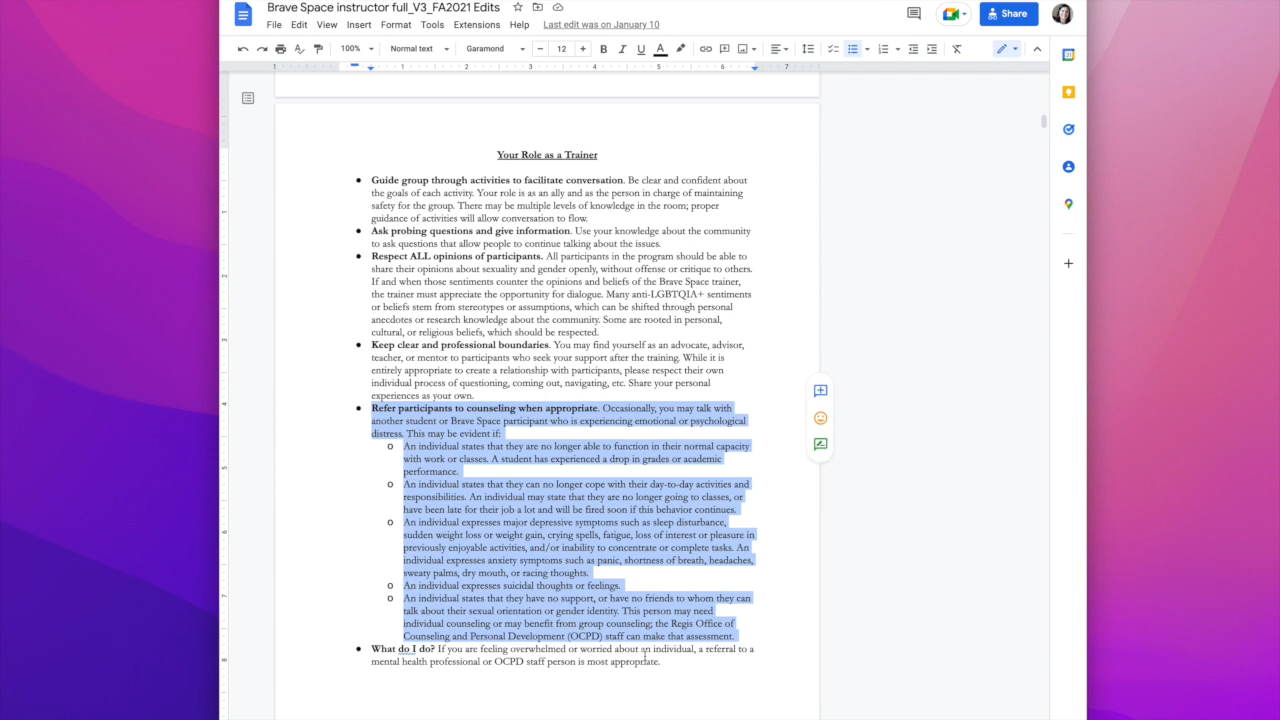 Brave Space instructor full_V3_FA2021 Edits
File Edit View Insert Format Tools Extensions Help Last edit was on January 10
Share
100% Normal text Garamond 12 B I U A
1 1 2 3 4 5 6 7
Your Role as a Trainer
● Guide group through activities to facilitate conversation. Be clear and confident about
the goals of each activity. Your role is as an ally and as the person in charge of maintaining
safety for the group. There may be multiple levels of knowledge in the room; proper
guidance of activities will allow conversation to flow.
● Ask probing questions and give information. Use your knowledge about the community
to ask questions that allow people to continue talking about the issues.
● Respect ALL opinions of participants. All participants in the program should be able to
share their opinions about sexuality and gender openly, without offense or critique to others.
If and when those sentiments counter the opinions and beliefs of the Brave Space trainer,
the trainer must appreciate the opportunity for dialogue. Many anti-LGBTQIA+ sentiments
or beliefs stem from stereotypes or assumptions, which can be shifted through personal
anecdotes or research knowledge about the community. Some are rooted in personal,
cultural, or religious beliefs, which should be respected.
● Keep clear and professional boundaries. You may find yourself as an advocate, advisor,
teacher, or mentor to participants who seek your support after the training. While it is
entirely appropriate to create a relationship with participants, please respect their own
individual process of questioning, coming out, navigating, etc. Share your personal
experiences as your own.
● Refer participants to counseling when appropriate. Occasionally, you may talk with
another student or Brave Space participant who is experiencing emotional or psychological
distress. This may be evident if:
o An individual states that they are no longer able to function in their normal capacity
with work or classes. A student has experienced a drop in grades or academic
performance.
o An individual states that they can no longer cope with their day-to-day activities and
responsibilities. An individual may state that they are no longer going to classes, or
have been late for their job a lot and will be fired soon if this behavior continues.
o An individual expresses major depressive symptoms such as sleep disturbance,
sudden weight loss or weight gain, crying spells, fatigue, loss of interest or pleasure in
previously enjoyable activities, and/or inability to concentrate or complete tasks. An
individual expresses anxiety symptoms such as panic, shortness of breath, headaches,
sweaty palms, dry mouth, or racing thoughts.
o An individual expresses suicidal thoughts or feelings.
o An individual states that they have no support, or have no friends to whom they can
talk about their sexual orientation or gender identity. This person may need
individual counseling or may benefit from group counseling; the Regis Office of
Counseling and Personal Development (OCPD) staff can make that assessment.
● What do I do? If you are feeling overwhelmed or worried about an individual, a referral to a
mental health professional or OCPD staff person is most appropriate.